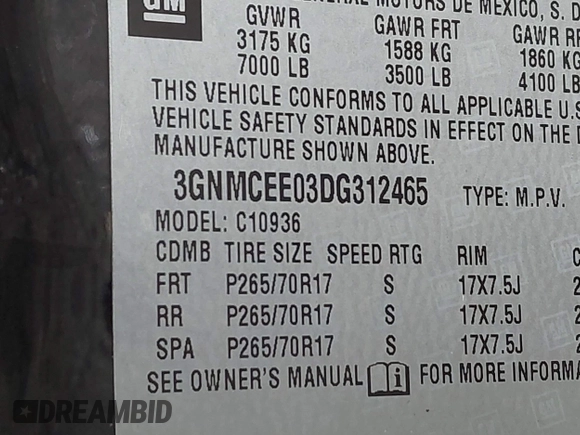 GM
MOTORS DE MEXICO, S. D
GVWR GAWR FRT GAWR RR
3175 KG 1588 KG 1860 KG
7000 LB 3500 LB 4100 LB
THIS VEHICLE CONFORMS TO ALL APPLICABLE U.S
VEHICLE SAFETY STANDARDS IN EFFECT ON THE D
MANUFACTURE SHOWN ABOVE.
3GNMCEE03DG312465 TYPE: M.P.V.
MODEL: C10936
CDMB TIRE SIZE SPEED RTG RIM C
FRT P265/70R17 S 17X7.5J 2
RR P265/70R17 S 17X7.5J 2
SPA P265/70R17 S 17X7.5J 2
SEE OWNER'S MANUAL FOR MORE INFORMA
DREAMBID